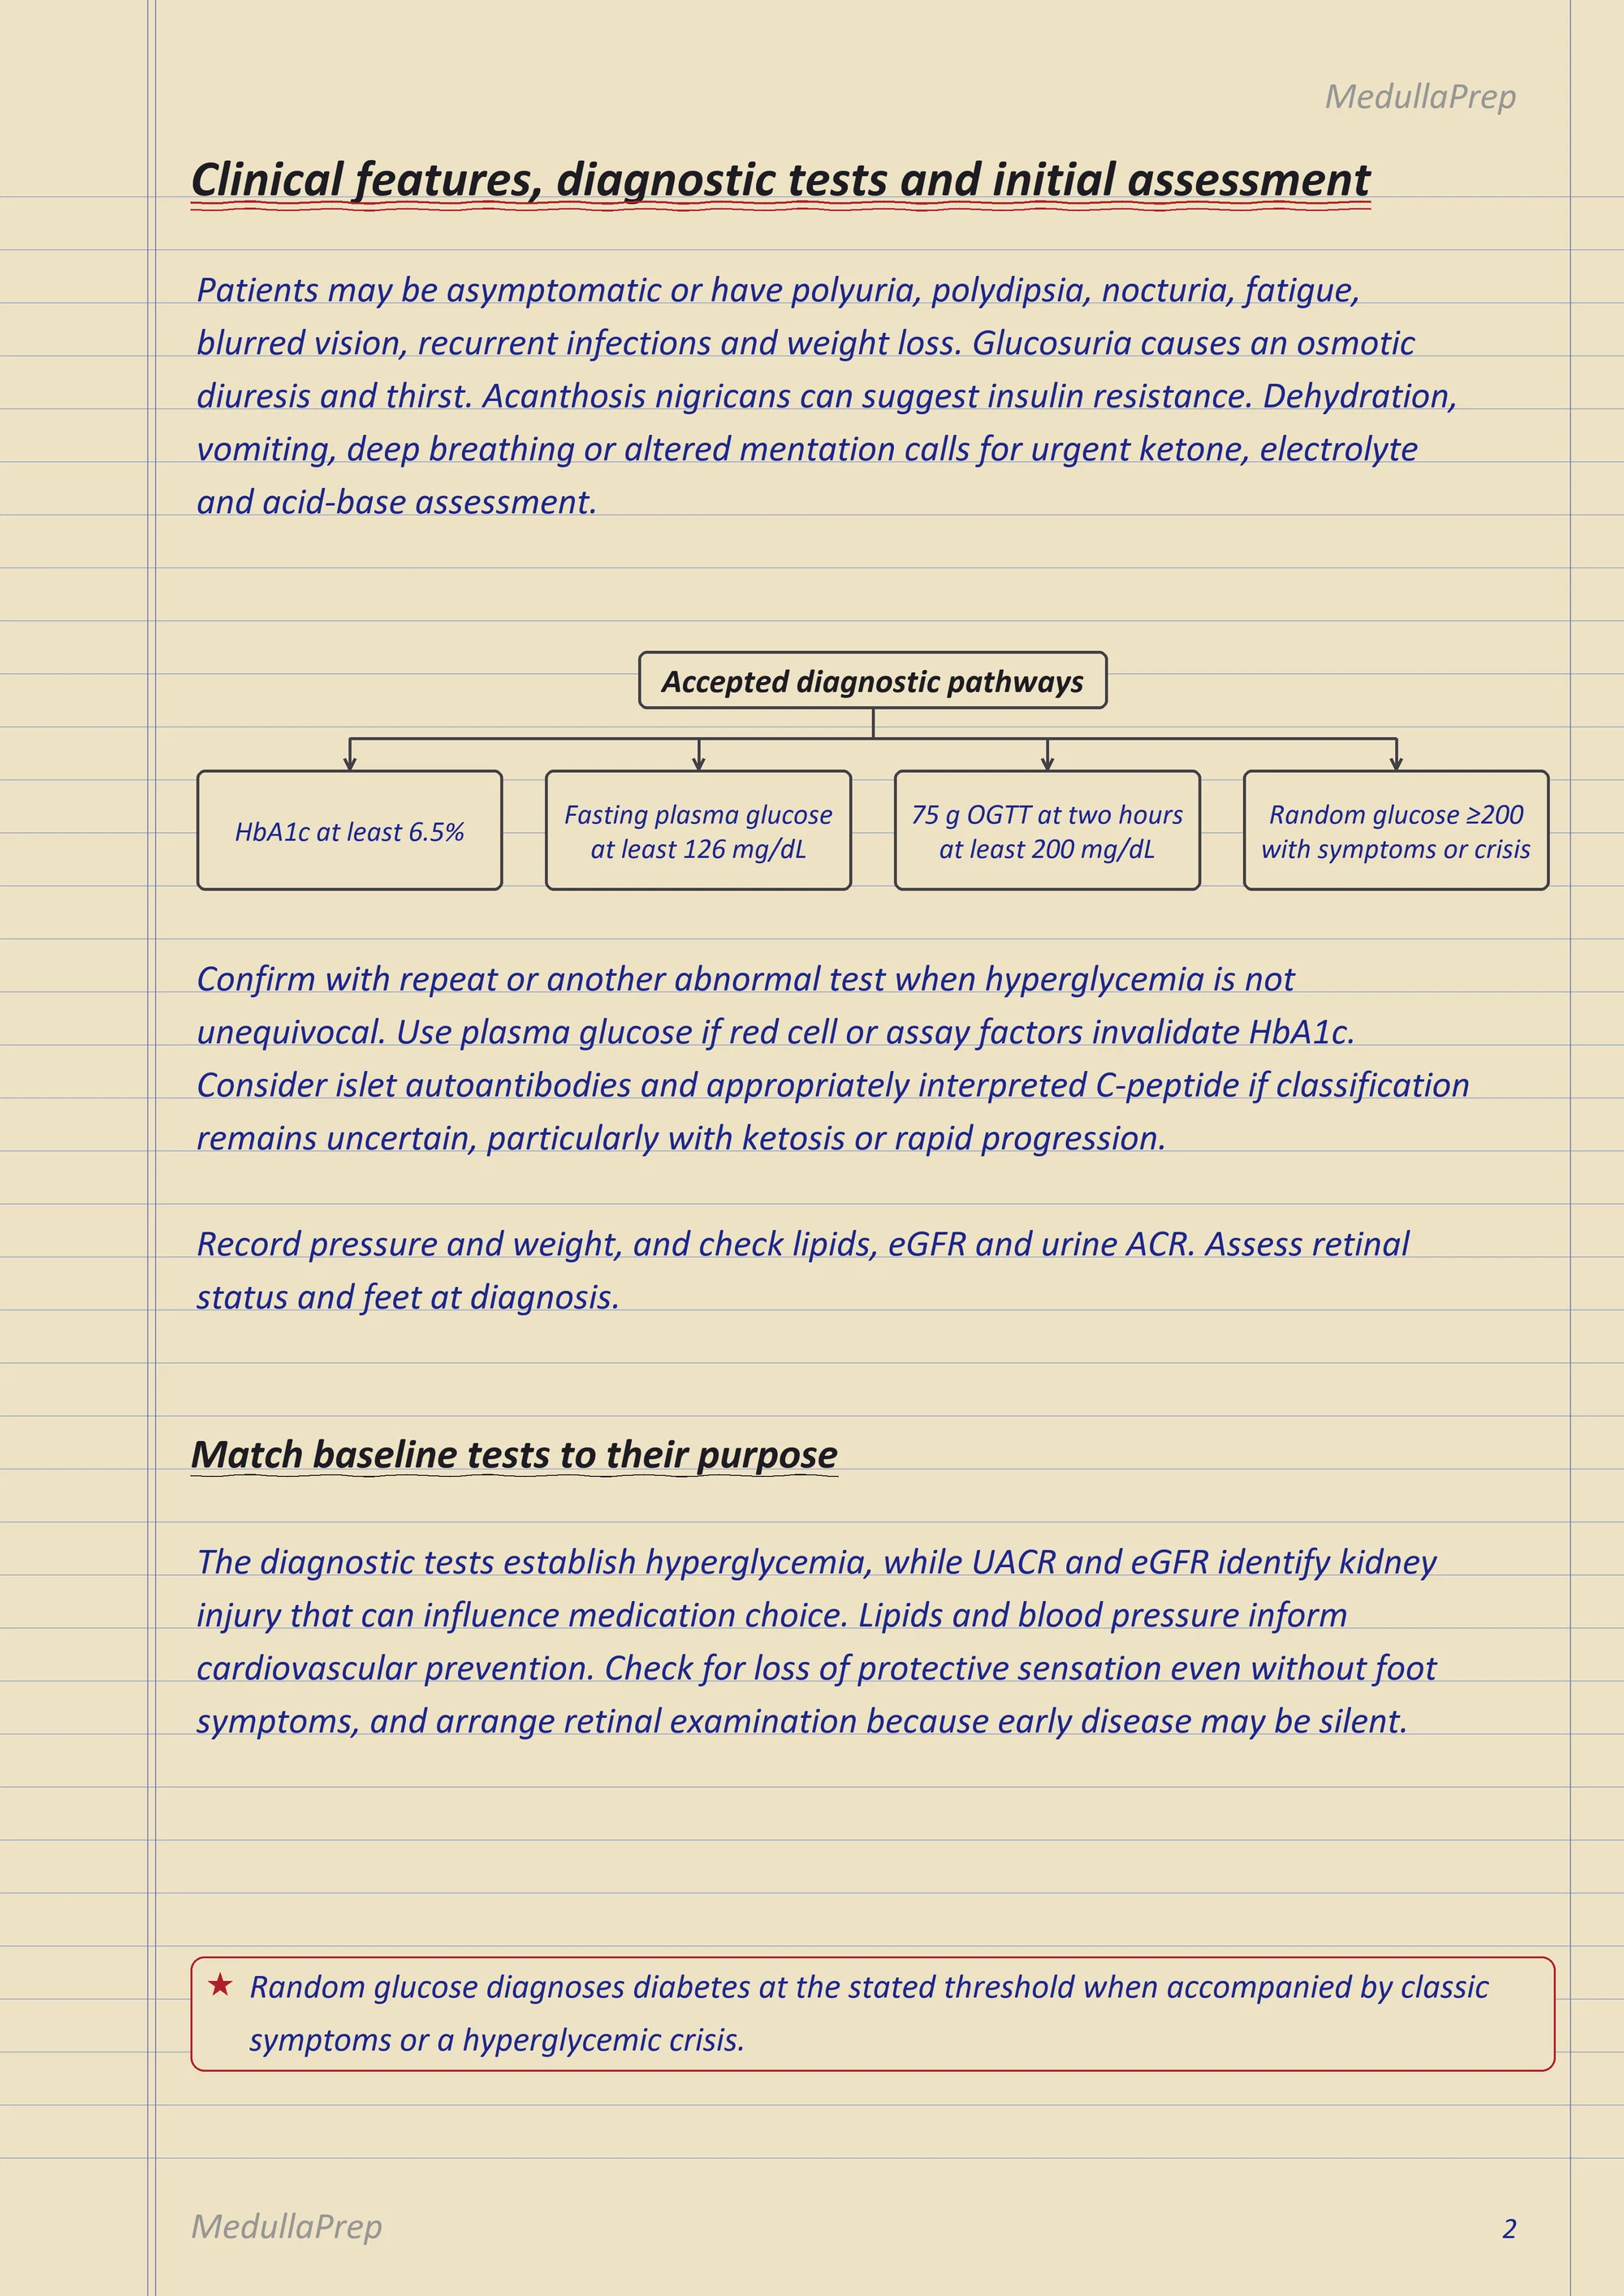 MedullaPrep
Clinical features, diagnostic tests and initial assessment
Patients may be asymptomatic or have polyuria, polydipsia, nocturia, fatigue,
blurred vision, recurrent infections and weight loss. Glucosuria causes an osmotic
diuresis and thirst. Acanthosis nigricans can suggest insulin resistance. Dehydration,
vomiting, deep breathing or altered mentation calls for urgent ketone, electrolyte
and acid-base assessment.
Accepted diagnostic pathways
HbA1c at least 6.5%
Fasting plasma glucose
at least 126 mg/dL
75 g OGTT at two hours
at least 200 mg/dL
Random glucose ≥200
with symptoms or crisis
Confirm with repeat or another abnormal test when hyperglycemia is not
unequivocal. Use plasma glucose if red cell or assay factors invalidate HbA1c.
Consider islet autoantibodies and appropriately interpreted C-peptide if classification
remains uncertain, particularly with ketosis or rapid progression.
Record pressure and weight, and check lipids, eGFR and urine ACR. Assess retinal
status and feet at diagnosis.
Match baseline tests to their purpose
The diagnostic tests establish hyperglycemia, while UACR and eGFR identify kidney
injury that can influence medication choice. Lipids and blood pressure inform
cardiovascular prevention. Check for loss of protective sensation even without foot
symptoms, and arrange retinal examination because early disease may be silent.
★ Random glucose diagnoses diabetes at the stated threshold when accompanied by classic
symptoms or a hyperglycemic crisis.
MedullaPrep
2